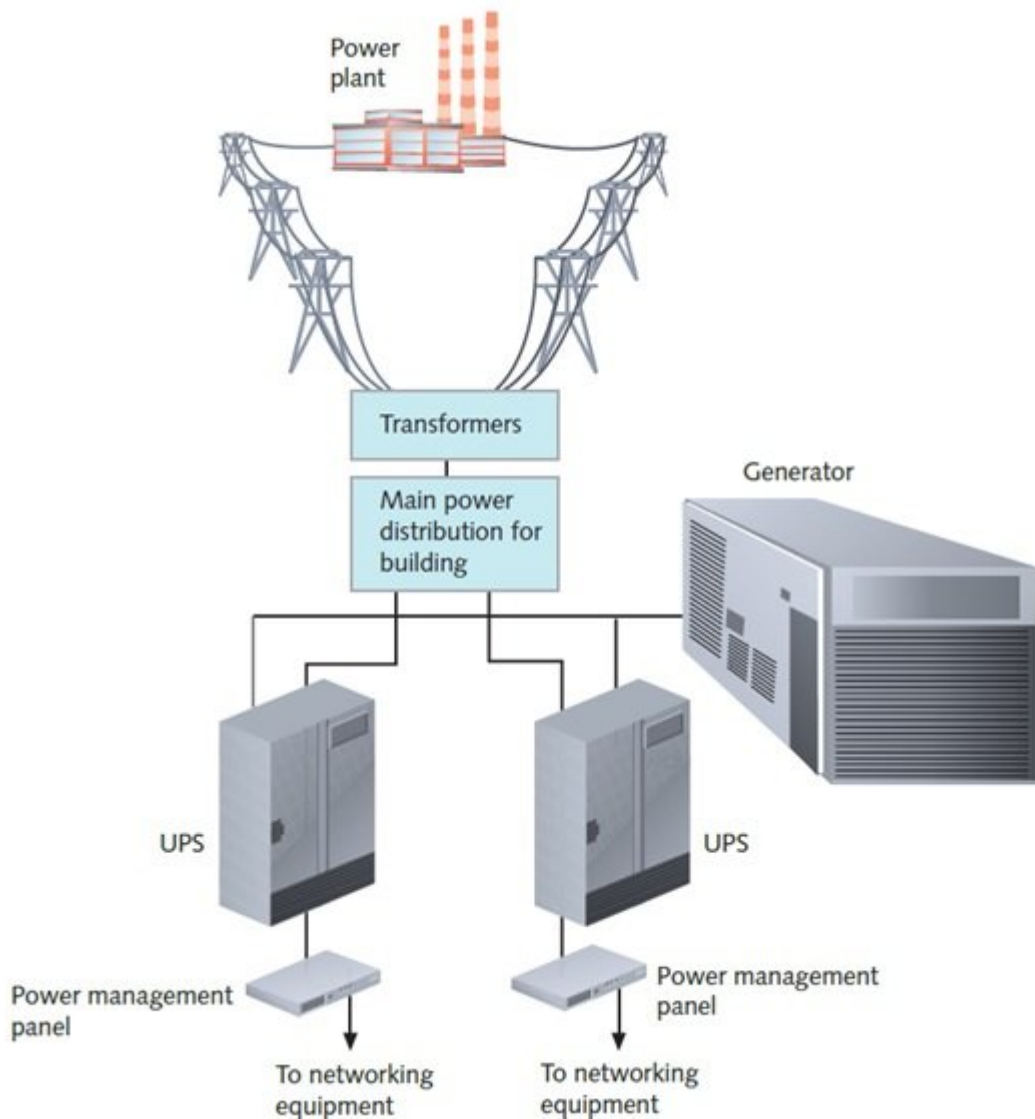 Power
plant
Transformers
Main power
distribution for
building
Generator
UPS
UPS
Power management
panel
Power management
panel
To networking
equipment
To networking
equipment